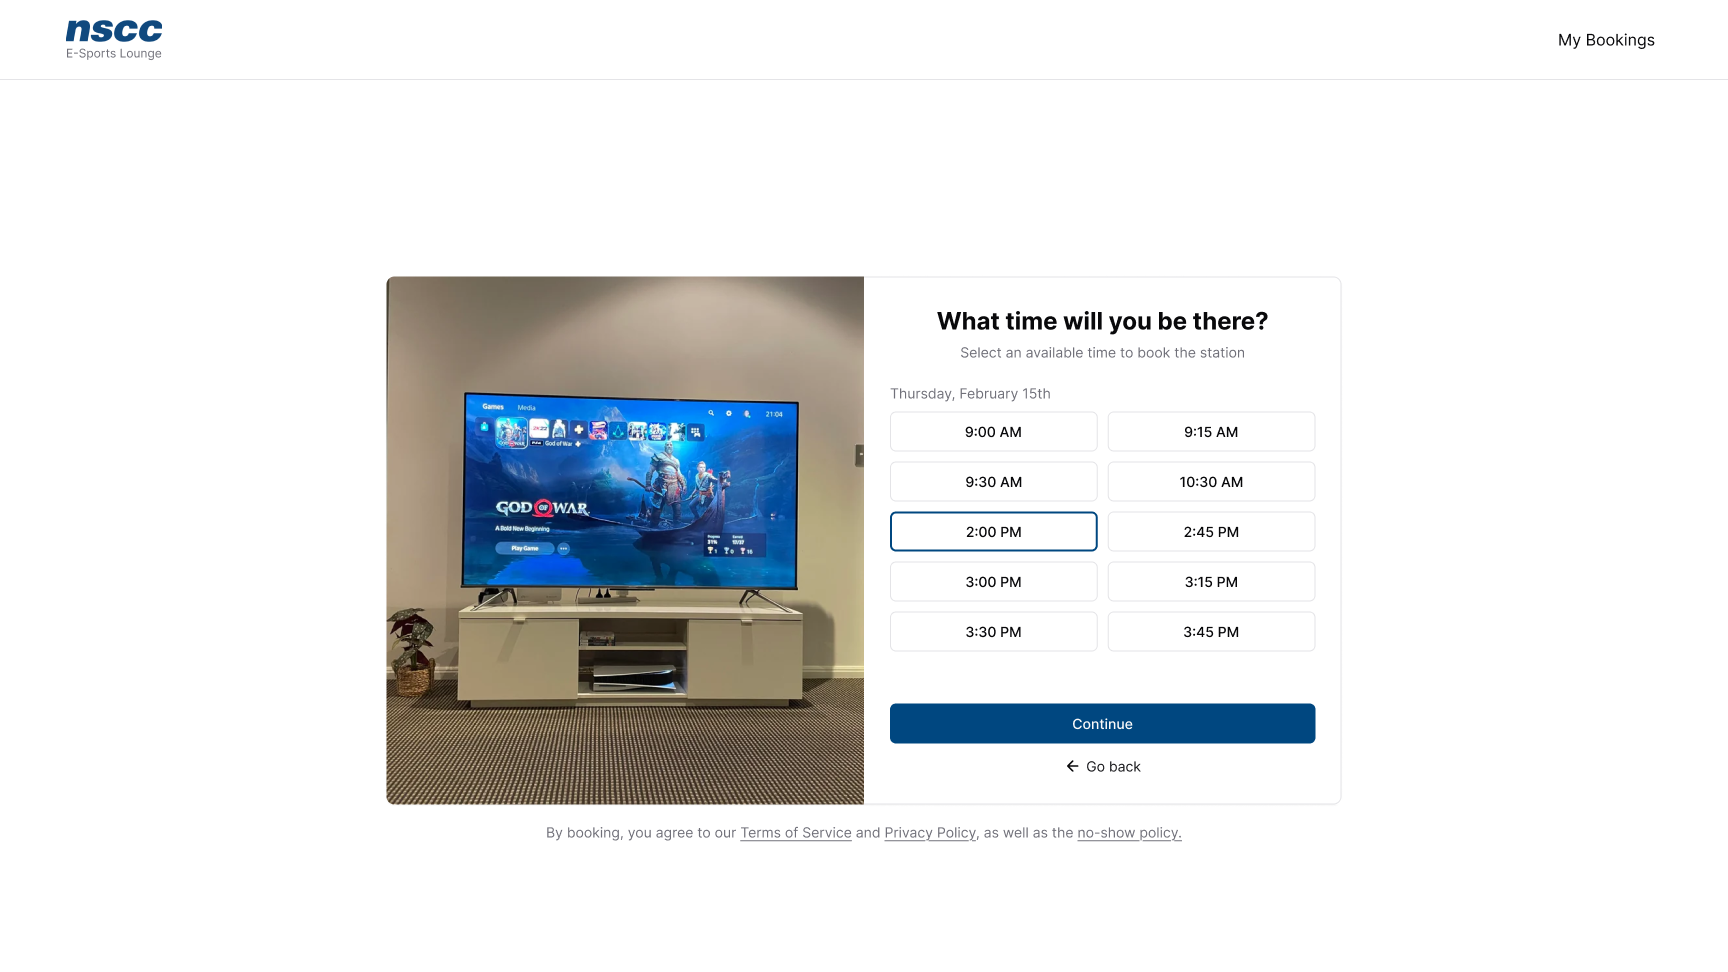 nscc
E-Sports Lounge
My Bookings
Games Media 21:04
God of War
GOD OF WAR
A Bold New Beginning
Play Game
What time will you be there?
Select an available time to book the station
Thursday, February 15th
9:00 AM
9:15 AM
9:30 AM
10:30 AM
2:00 PM
2:45 PM
3:00 PM
3:15 PM
3:30 PM
3:45 PM
Continue
← Go back
By booking, you agree to our Terms of Service and Privacy Policy, as well as the no-show policy.